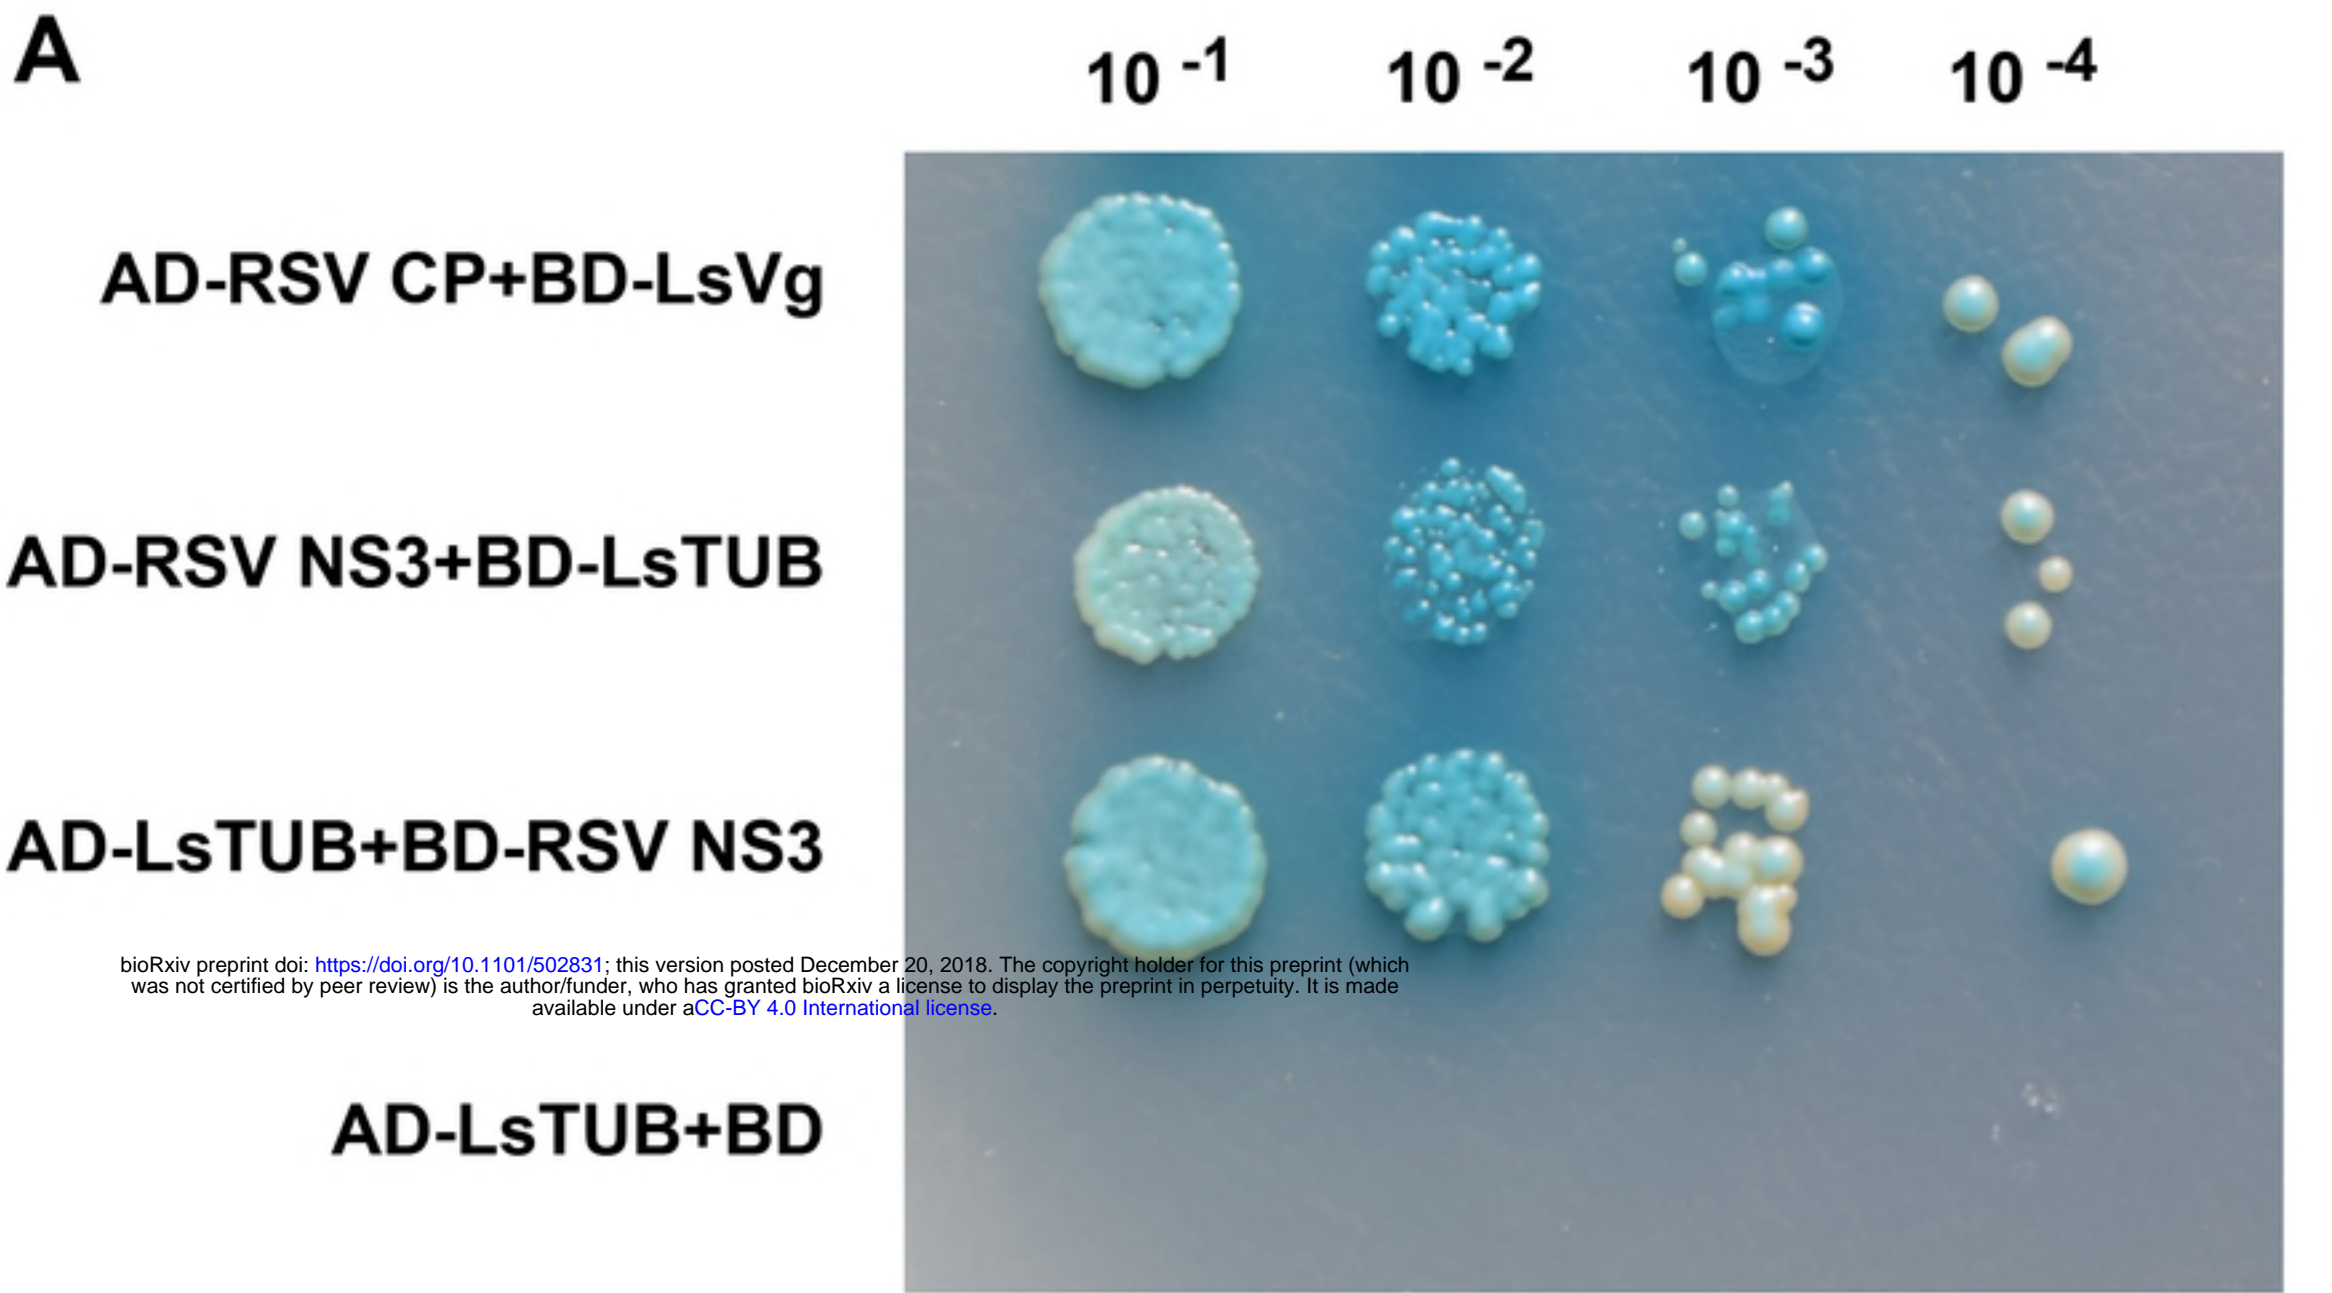 A
10 -1 10 -2 10 -3 10 -4
AD-RSV CP+BD-LsVg
AD-RSV NS3+BD-LsTUB
AD-LsTUB+BD-RSV NS3
bioRxiv preprint doi: https://doi.org/10.1101/502831; this version posted December 20, 2018. The copyright holder for this preprint (which
was not certified by peer review) is the author/funder, who has granted bioRxiv a license to display the preprint in perpetuity. It is made
available under aCC-BY 4.0 International license.
AD-LsTUB+BD